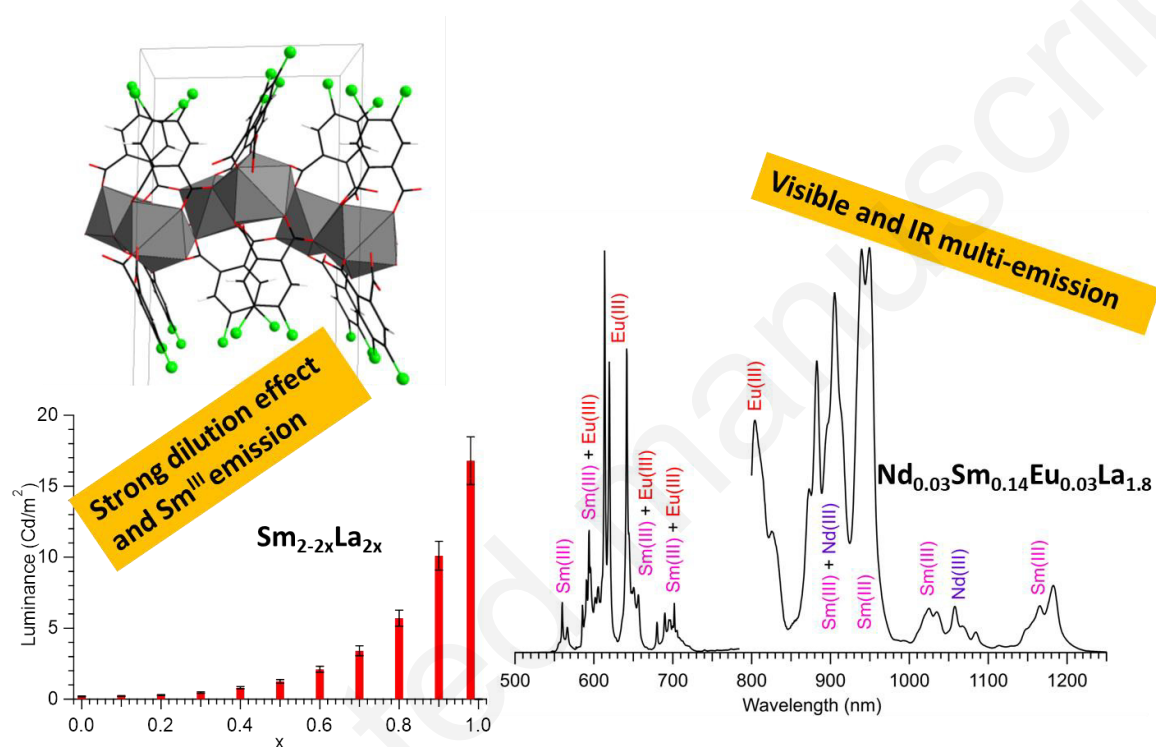 Visible and IR multi-emission
Strong dilution effect
and Sm^III emission
Sm2-2xLa2x
Luminance (Cd/m²)
20
15
10
5
0
0.0 0.2 0.4 0.6 0.8 1.0
x
Nd0.03Sm0.14Eu0.03La1.8
Sm(III)
Sm(III) + Eu(III)
Eu(III)
Sm(III) + Eu(III)
Sm(III) + Eu(III)
Eu(III)
Sm(III) + Nd(III)
Sm(III)
Sm(III)
Nd(III)
Sm(III)
500 600 700 800 900 1000 1100 1200
Wavelength (nm)
ted manuscri